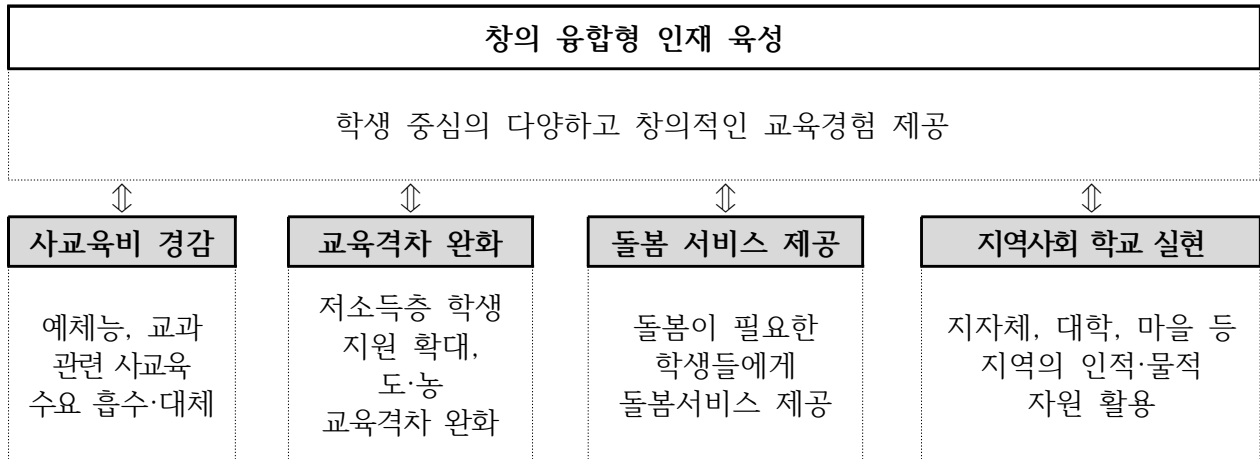 창의 융합형 인재 육성
학생 중심의 다양하고 창의적인 교육경험 제공
⇕ ⇕ ⇕ ⇕
사교육비 경감
예체능, 교과
관련 사교육
수요 흡수·대체
교육격차 완화
저소득층 학생
지원 확대,
도·농
교육격차 완화
돌봄 서비스 제공
돌봄이 필요한
학생들에게
돌봄서비스 제공
지역사회 학교 실현
지자체, 대학, 마을 등
지역의 인적·물적
자원 활용